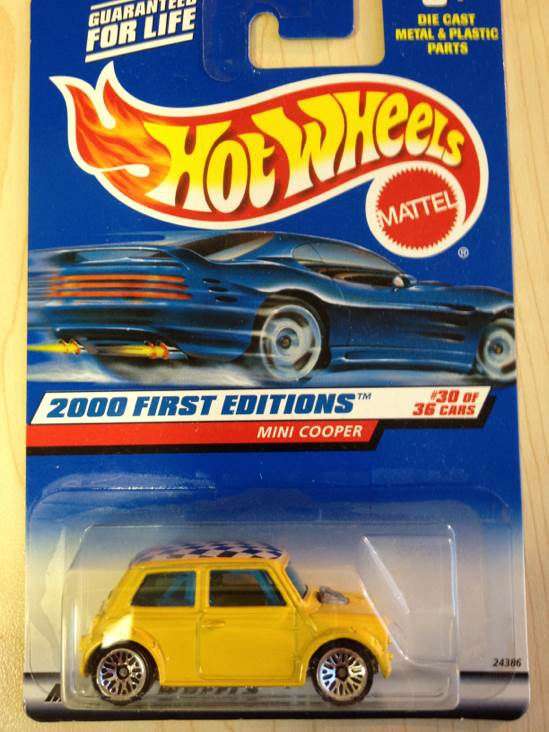 GUARANTEED
FOR LIFE
DIE CAST
METAL & PLASTIC
PARTS
HOT WHEELS
MATTEL
®
2000 FIRST EDITIONS™
#30 OF
36 CARS
MINI COOPER
24386